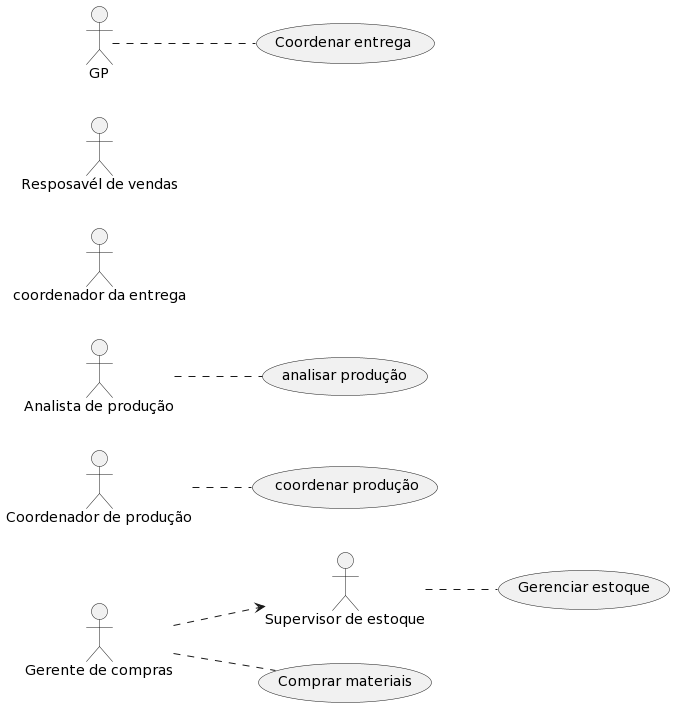 Coordenar entrega
GP
Resposavél de vendas
coordenador da entrega
analisar produção
Analista de produção
coordenar produção
Coordenador de produção
Gerenciar estoque
Supervisor de estoque
Gerente de compras
Comprar materiais